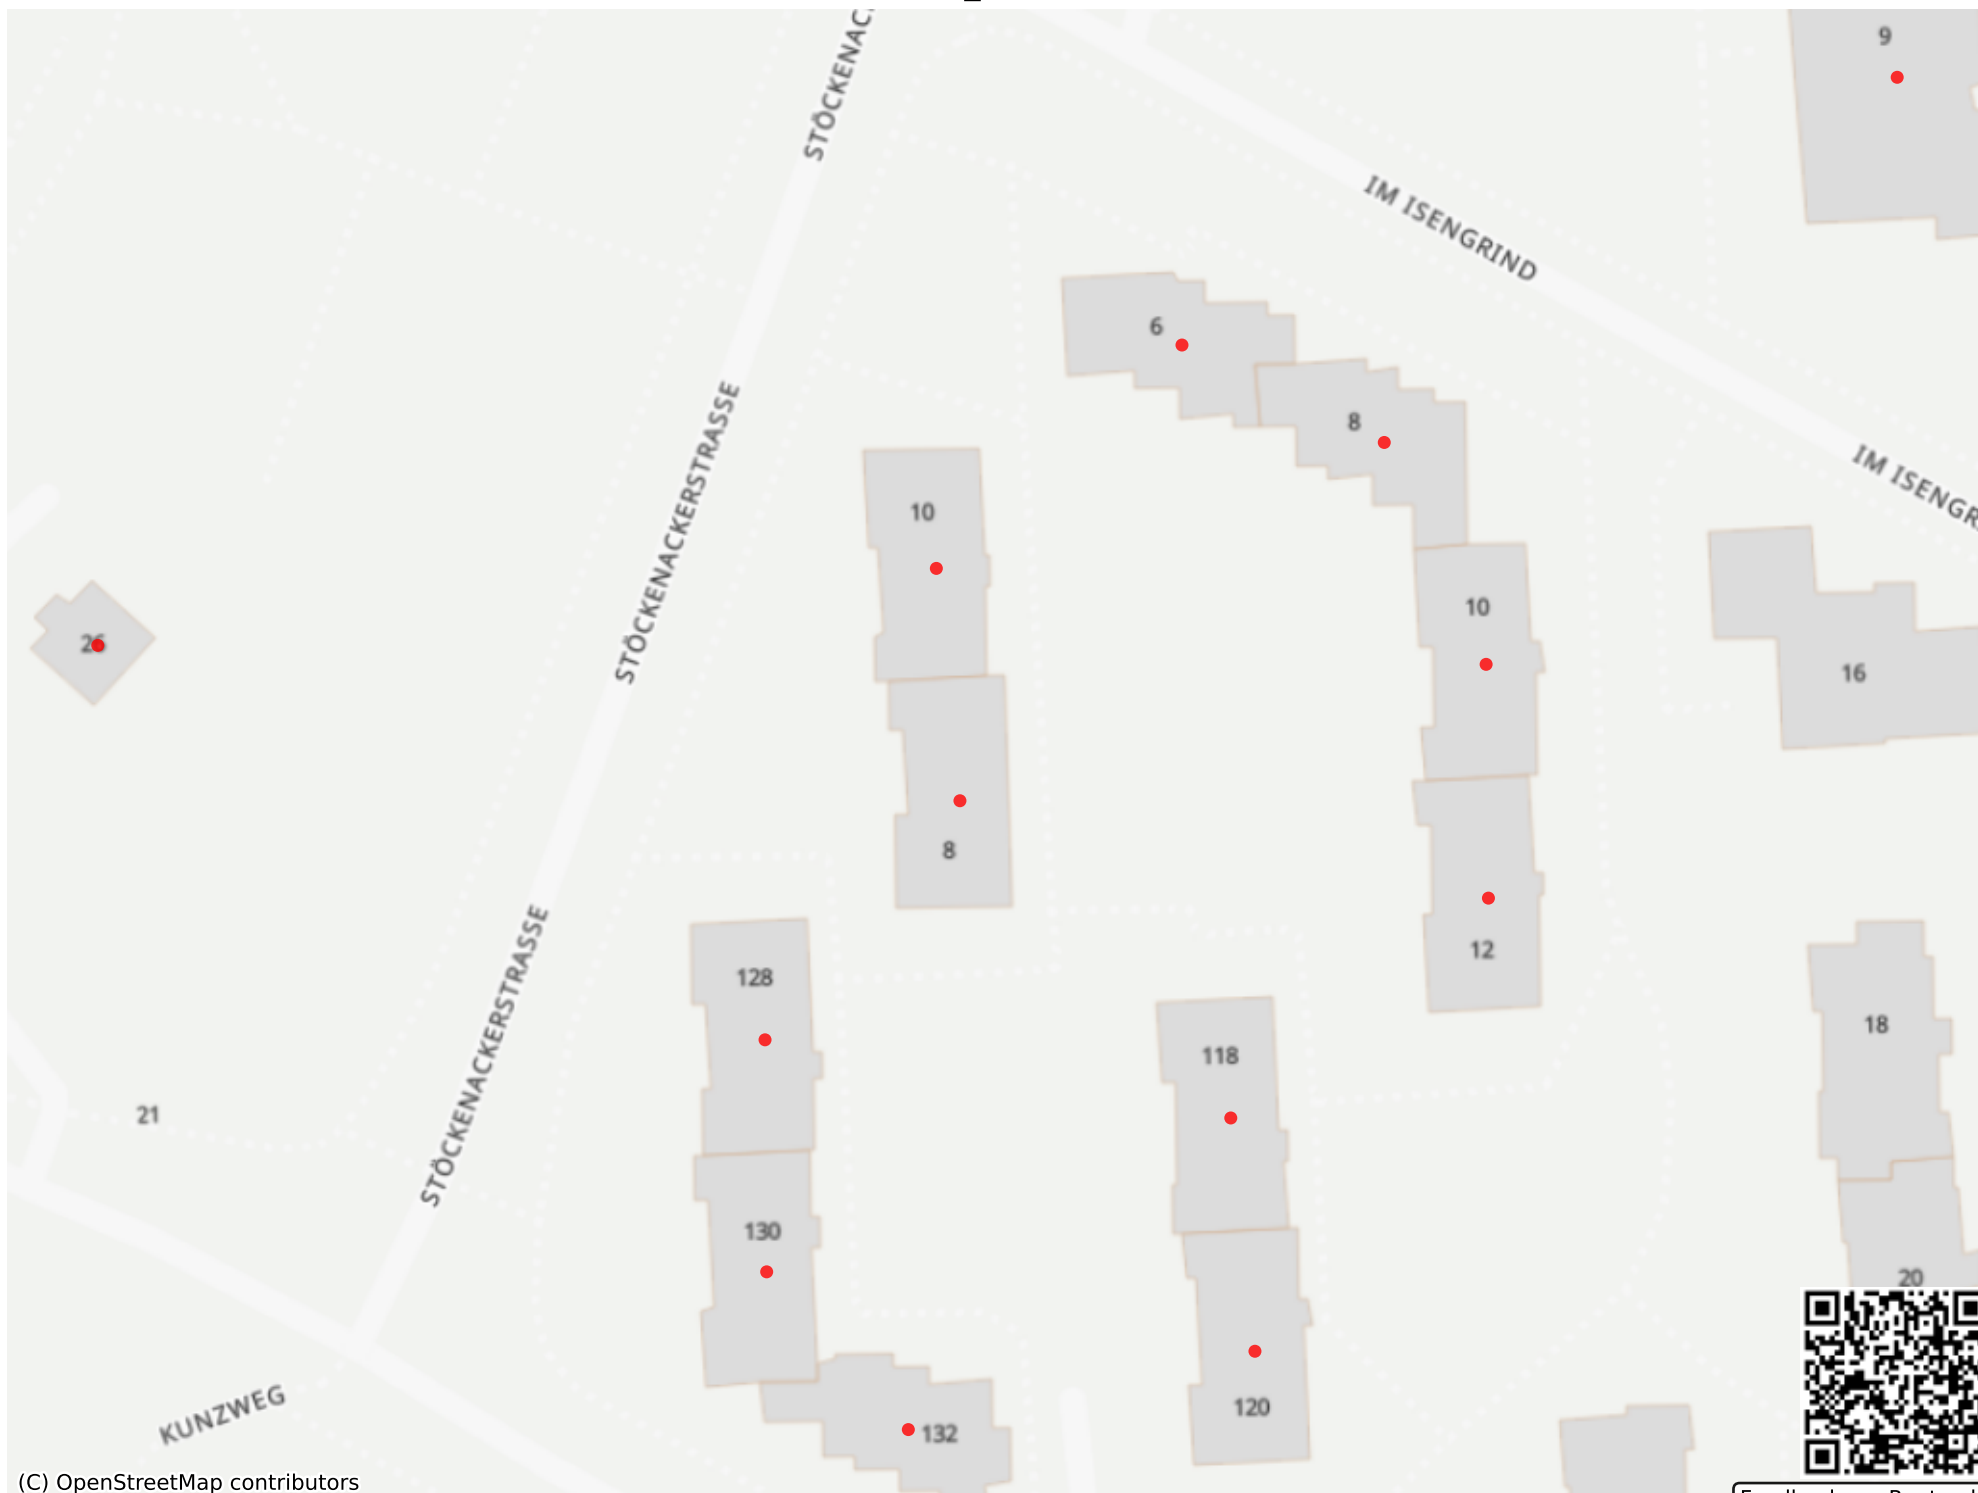 9
STÖCKENAC
IM ISENGRIND
6
8
STÖCKENACKERSTRASSE
IM ISENGR
10
10
26
16
8
12
128
18
118
21
STÖCKENACKERSTRASSE
130
20
120
KUNZWEG
132
(C) OpenStreetMap contributors